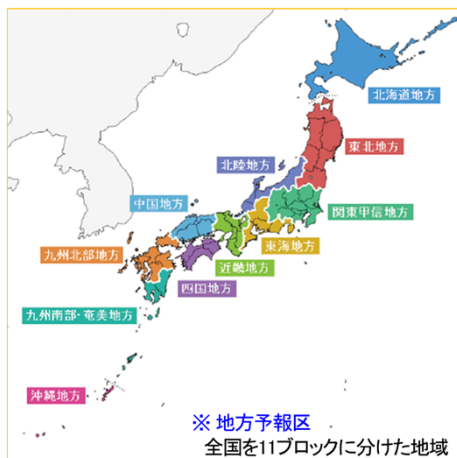 北海道地方
東北地方
北陸地方
中国地方
関東甲信地方
東海地方
九州北部地方
近畿地方
四国地方
九州南部・奄美地方
沖縄地方
※ 地方予報区
全国を11ブロックに分けた地域